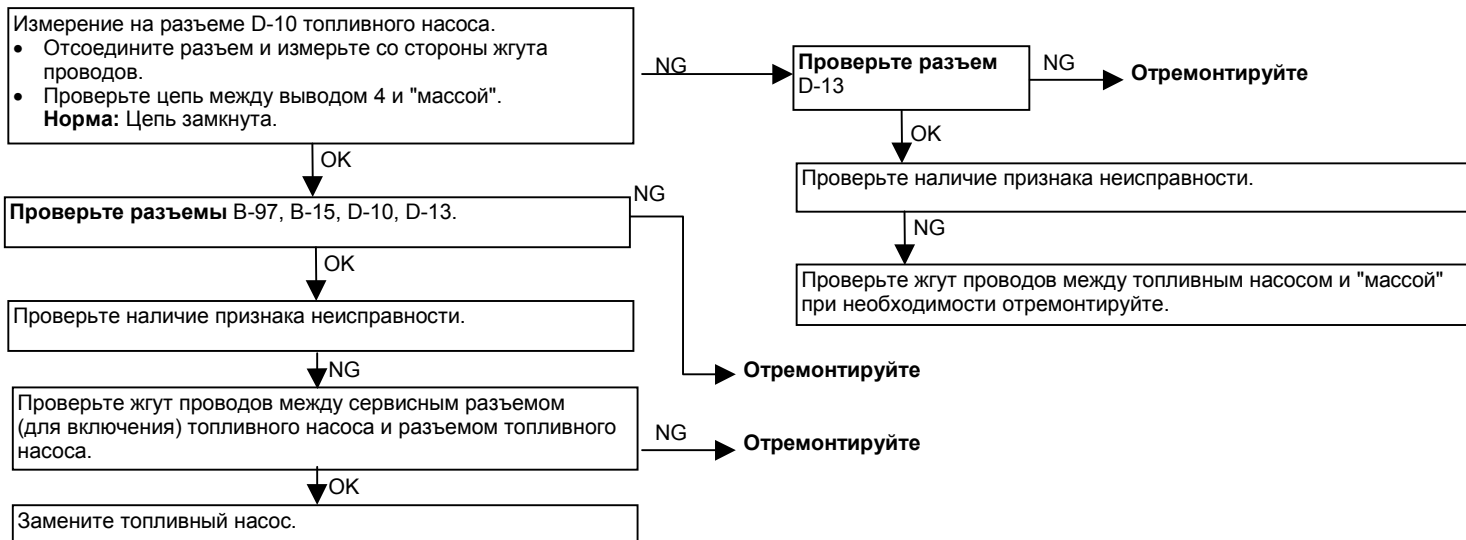 Измерение на разъеме D-10 топливного насоса.
• Отсоедините разъем и измерьте со стороны жгута
проводов.
• Проверьте цепь между выводом 4 и "массой".
Норма: Цепь замкнута.
NG
Проверьте разъем
D-13
NG
Отремонтируйте
OK
OK
Проверьте наличие признака неисправности.
NG
Проверьте жгут проводов между топливным насосом и "массой"
при необходимости отремонтируйте.
Проверьте разъемы B-97, B-15, D-10, D-13.
NG
Отремонтируйте
OK
Проверьте наличие признака неисправности.
NG
Проверьте жгут проводов между сервисным разъемом
(для включения) топливного насоса и разъемом топливного
насоса.
NG
Отремонтируйте
OK
Замените топливный насос.